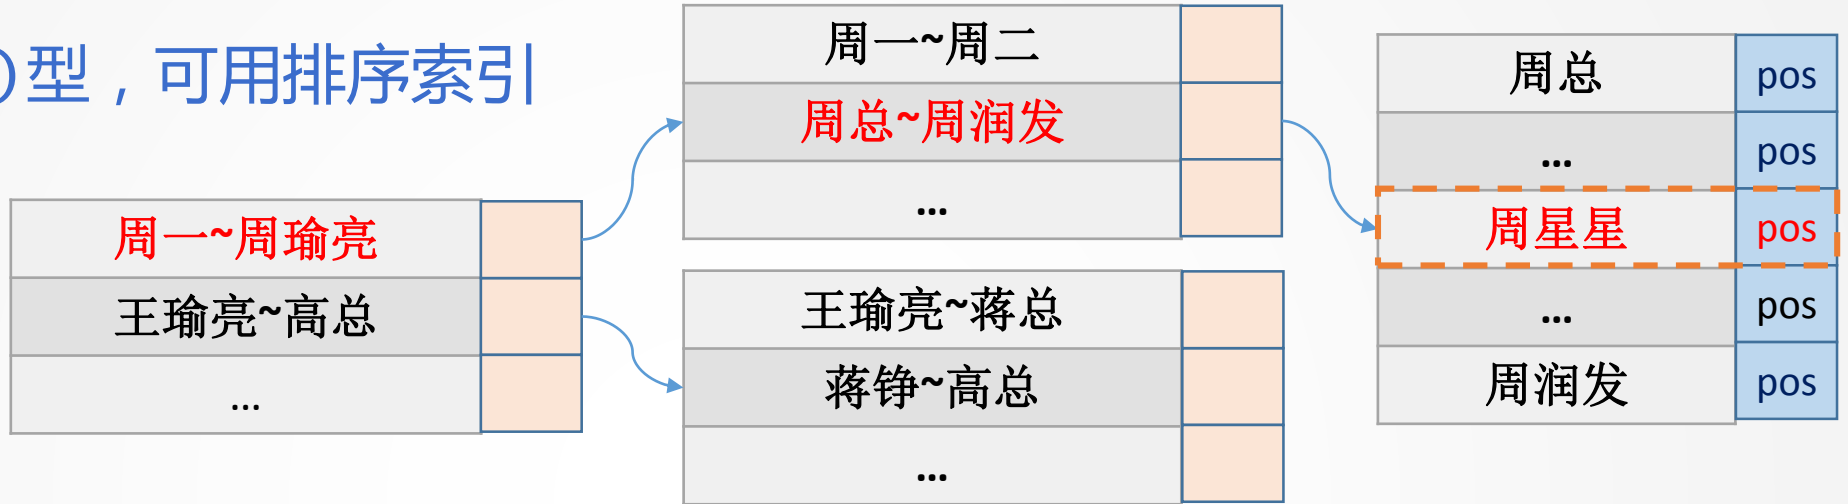 )型，可用排序索引
周一~周瑜亮
王瑜亮~高总
...
周一~周二
周总~周润发
...
王瑜亮~蒋总
蒋铮~高总
...
周总 pos
... pos
周星星 pos
... pos
周润发 pos